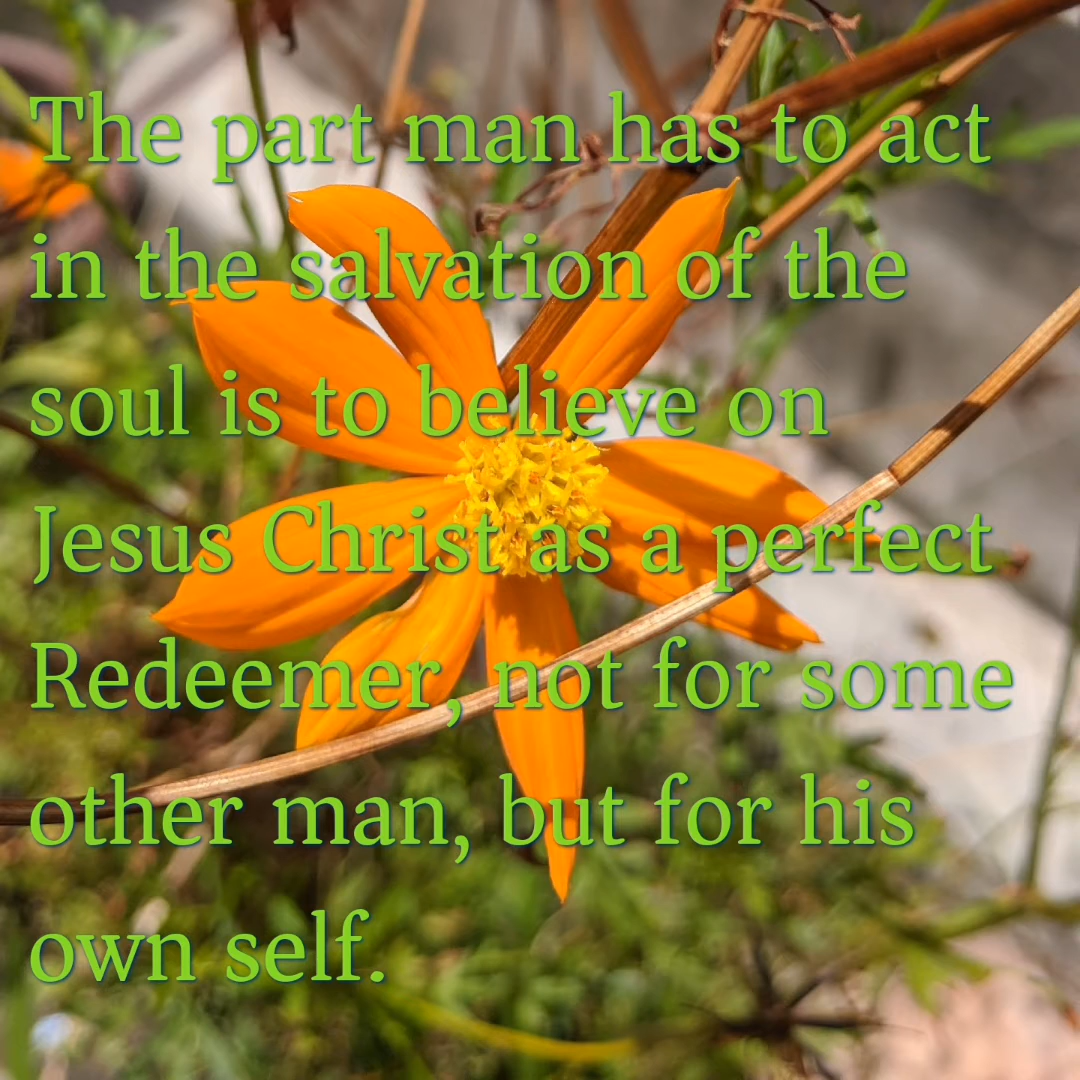 The part man has to act
in the salvation of the
soul is to believe on
Jesus Christ as a perfect
Redeemer, not for some
other man, but for his
own self.